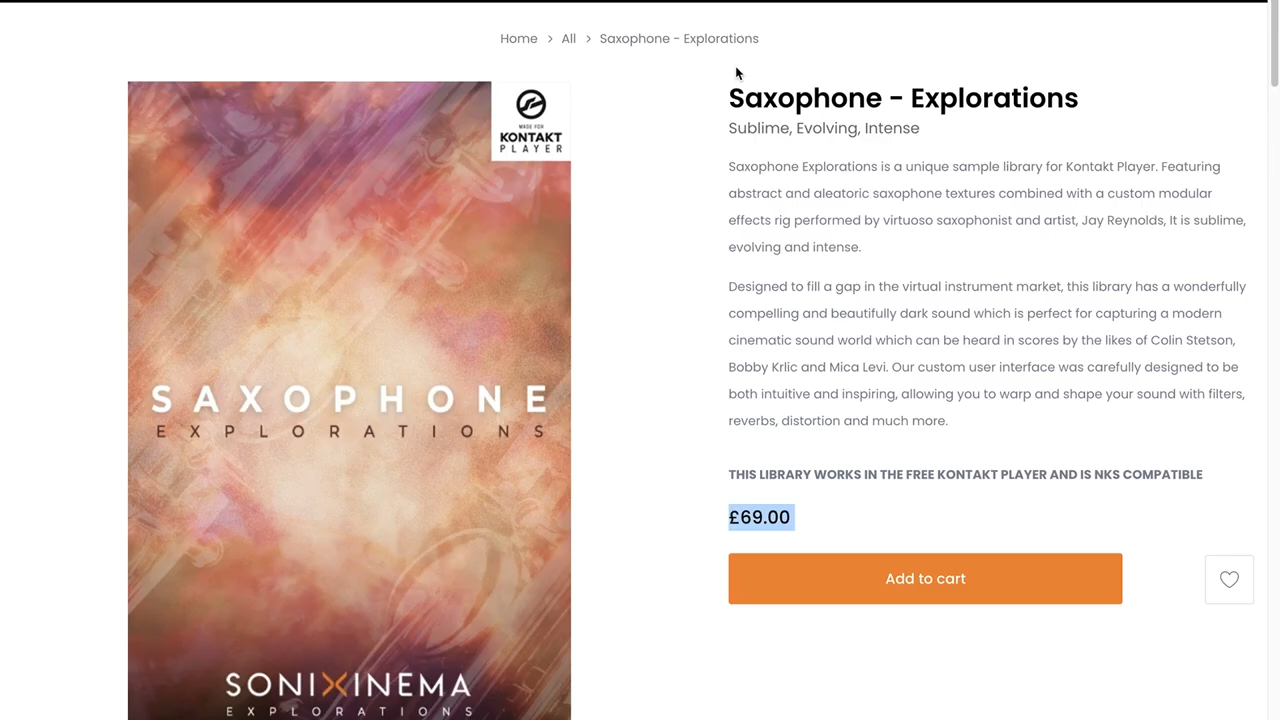 Home > All > Saxophone - Explorations
MADE FOR
KONTAKT
PLAYER
SAXOPHONE
EXPLORATIONS
SONIXINEMA
EXPLORATIONS
Saxophone - Explorations
Sublime, Evolving, Intense
Saxophone Explorations is a unique sample library for Kontakt Player. Featuring
abstract and aleatoric saxophone textures combined with a custom modular
effects rig performed by virtuoso saxophonist and artist, Jay Reynolds, It is sublime,
evolving and intense.
Designed to fill a gap in the virtual instrument market, this library has a wonderfully
compelling and beautifully dark sound which is perfect for capturing a modern
cinematic sound world which can be heard in scores by the likes of Colin Stetson,
Bobby Krlic and Mica Levi. Our custom user interface was carefully designed to be
both intuitive and inspiring, allowing you to warp and shape your sound with filters,
reverbs, distortion and much more.
THIS LIBRARY WORKS IN THE FREE KONTAKT PLAYER AND IS NKS COMPATIBLE
£69.00
Add to cart